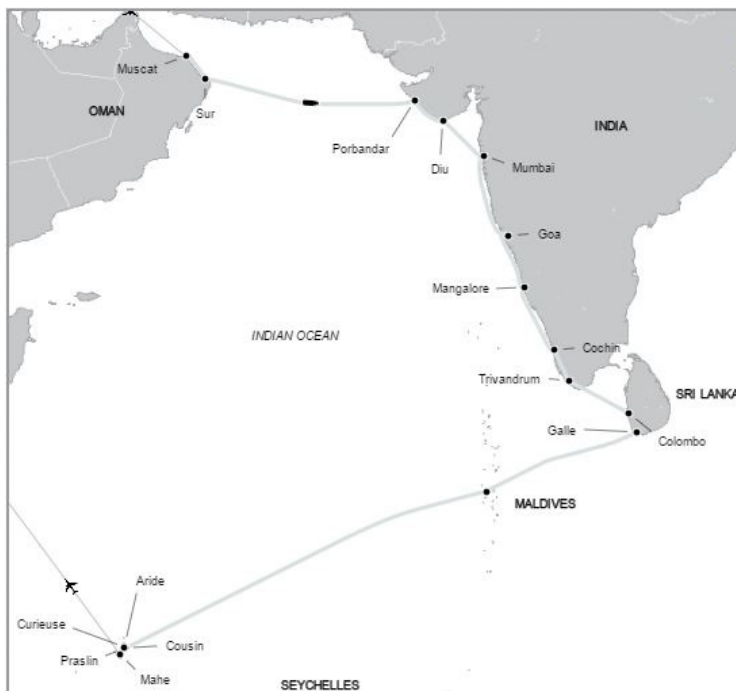 Muscat
OMAN
Sur
Porbandar
Diu
INDIA
Mumbai
Goa
Mangalore
INDIAN OCEAN
Cochin
Trivandrum
SRI LANKA
Galle
Colombo
MALDIVES
Aride
Curieuse
Cousin
Praslin
Mahe
SEYCHELLES